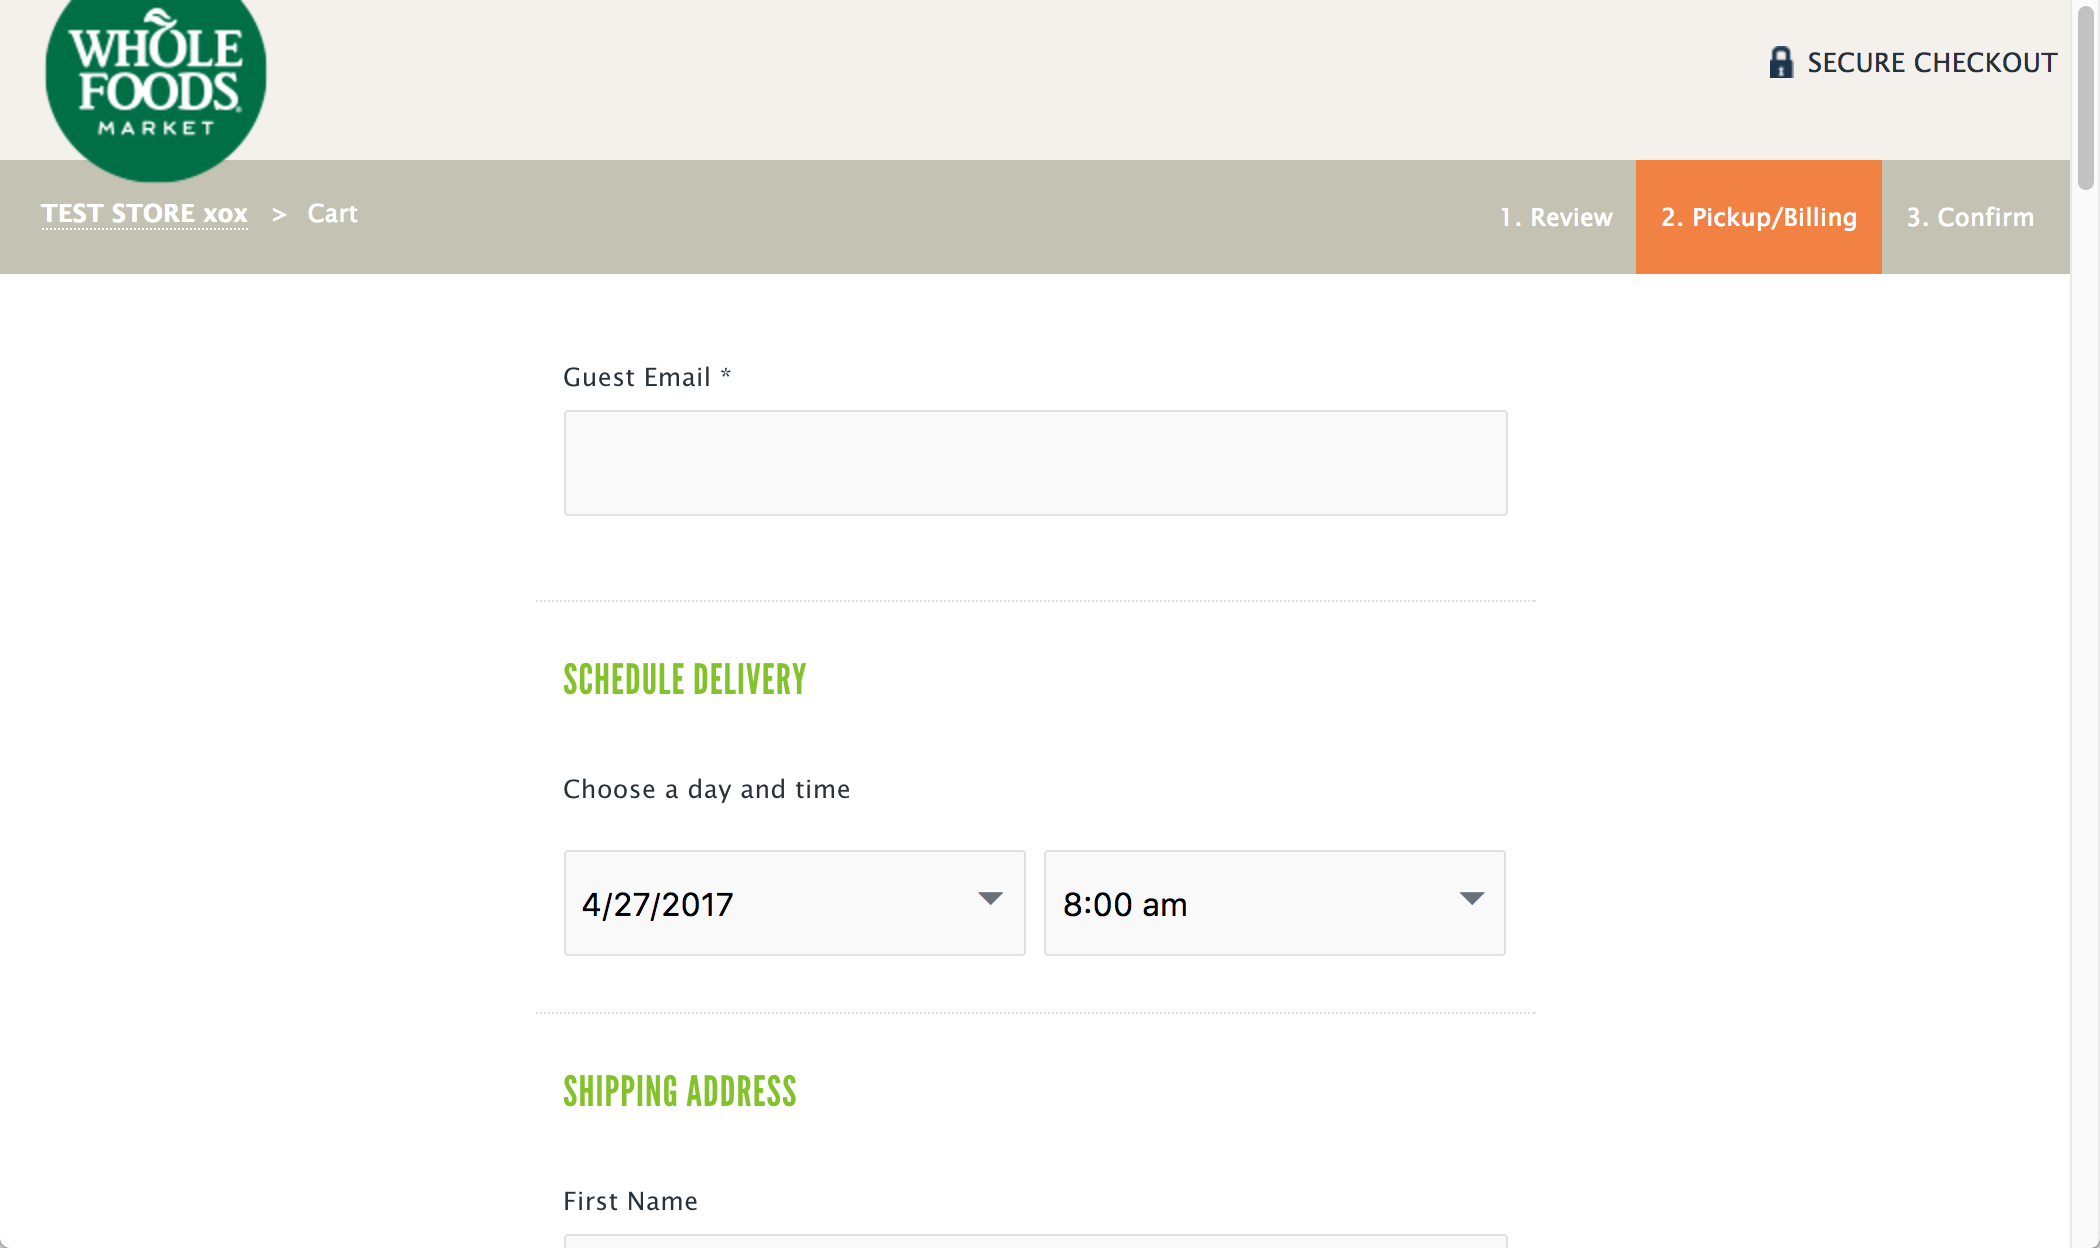 WHOLE
FOODS
MARKET
SECURE CHECKOUT
TEST STORE xox > Cart
1. Review 2. Pickup/Billing 3. Confirm
Guest Email *
SCHEDULE DELIVERY
Choose a day and time
4/27/2017 8:00 am
SHIPPING ADDRESS
First Name